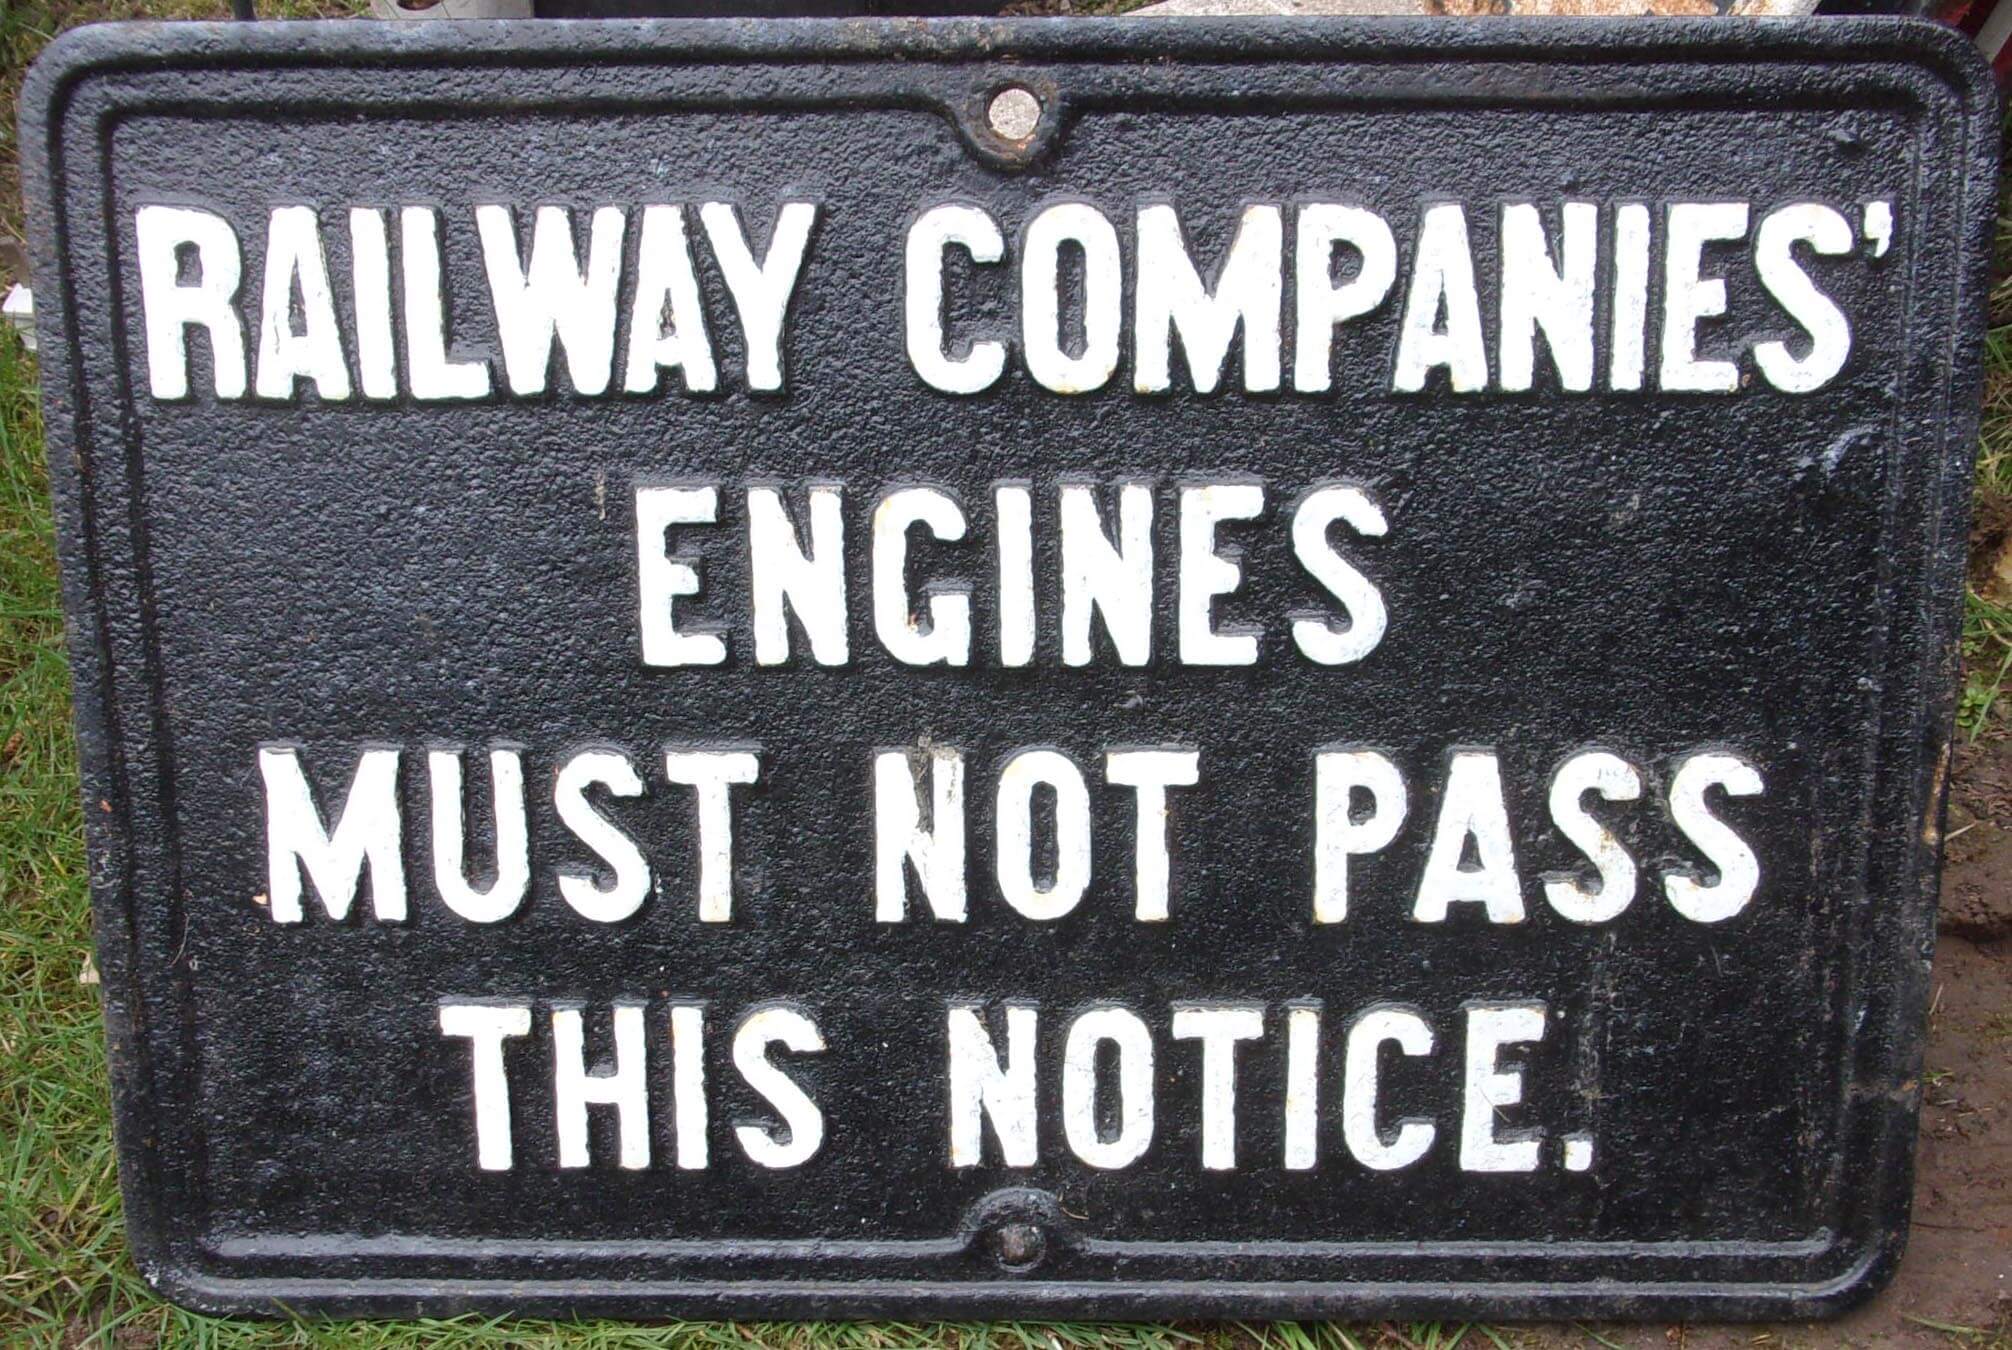 RAILWAY COMPANIES'
ENGINES
MUST NOT PASS
THIS NOTICE.